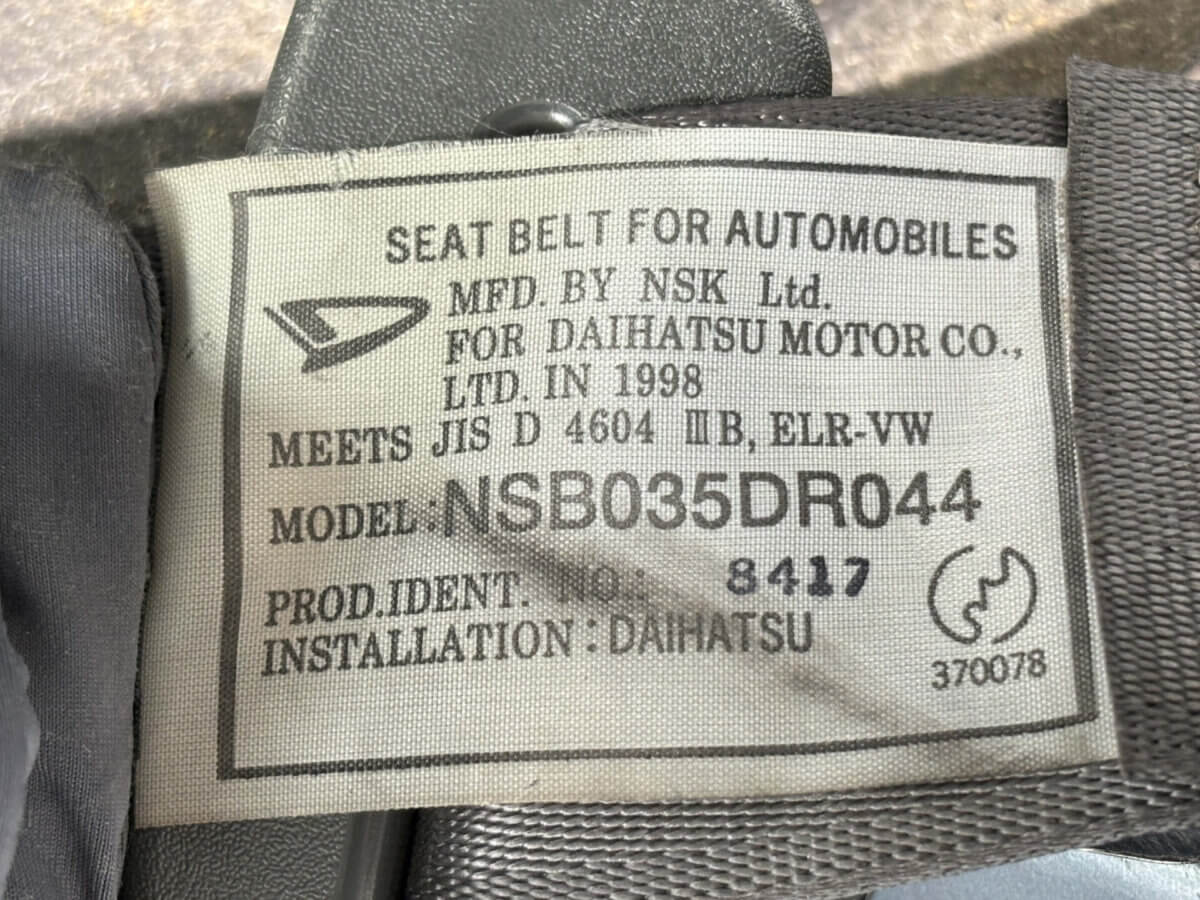 SEAT BELT FOR AUTOMOBILES
MFD. BY NSK Ltd.
FOR DAIHATSU MOTOR CO.,
LTD. IN 1998
MEETS JIS D 4604 ⅢB, ELR-VW
MODEL:NSB035DR044
PROD.IDENT. NO.: 8417
INSTALLATION:DAIHATSU
370078